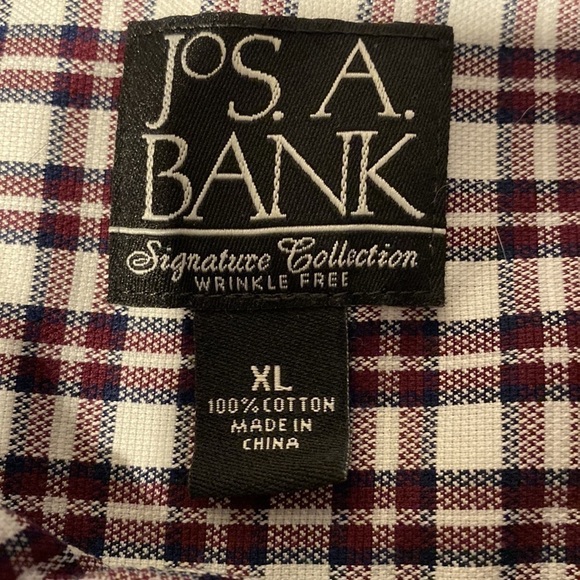 JOS. A.
BANK
Signature Collection
WRINKLE FREE
XL
100% COTTON
MADE IN
CHINA